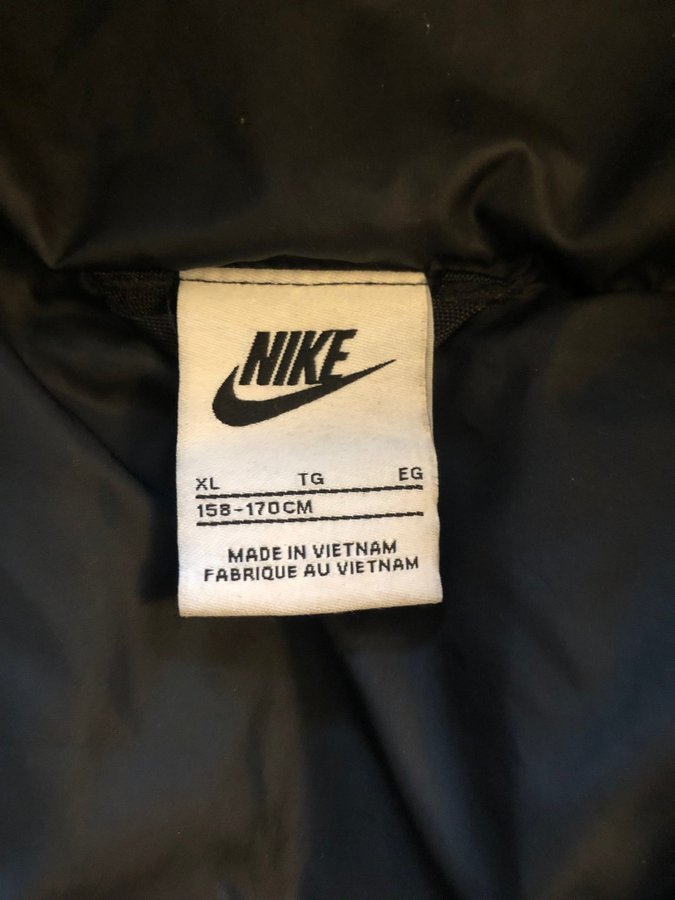 NIKE
XL TG EG
158-170CM
MADE IN VIETNAM
FABRIQUE AU VIETNAM